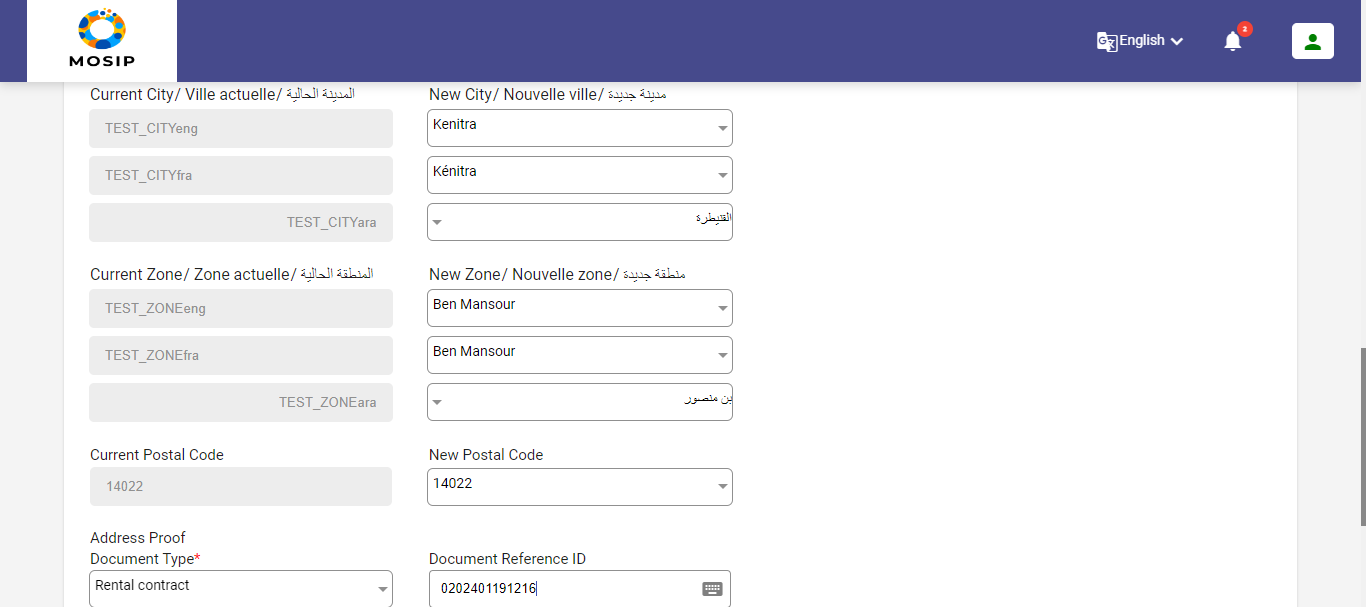 MOSIP
English
2
Current City/ Ville actuelle/ المدينة الحالية
New City/ Nouvelle ville/ مدينة جديدة
TEST_CITYeng
Kenitra
TEST_CITYfra
Kénitra
TEST_CITYara
القنيطرة
Current Zone/ Zone actuelle/ المنطقة الحالية
New Zone/ Nouvelle zone/ منطقة جديدة
TEST_ZONEeng
Ben Mansour
TEST_ZONEfra
Ben Mansour
TEST_ZONEara
بن منصور
Current Postal Code
New Postal Code
14022
14022
Address Proof
Document Type*
Document Reference ID
Rental contract
0202401191216